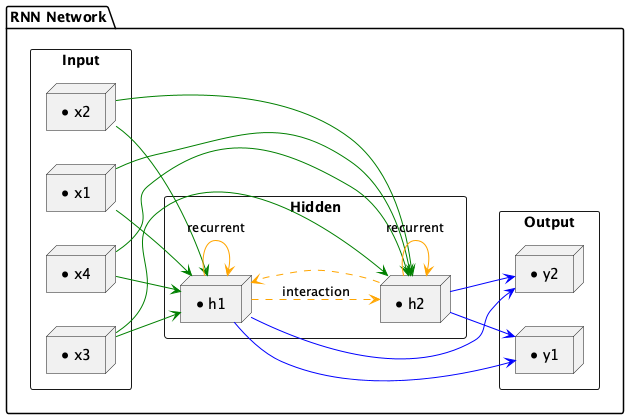 RNN Network
Input
x2
x1
x4
x3
Hidden
recurrent
recurrent
interaction
h1
h2
Output
y2
y1